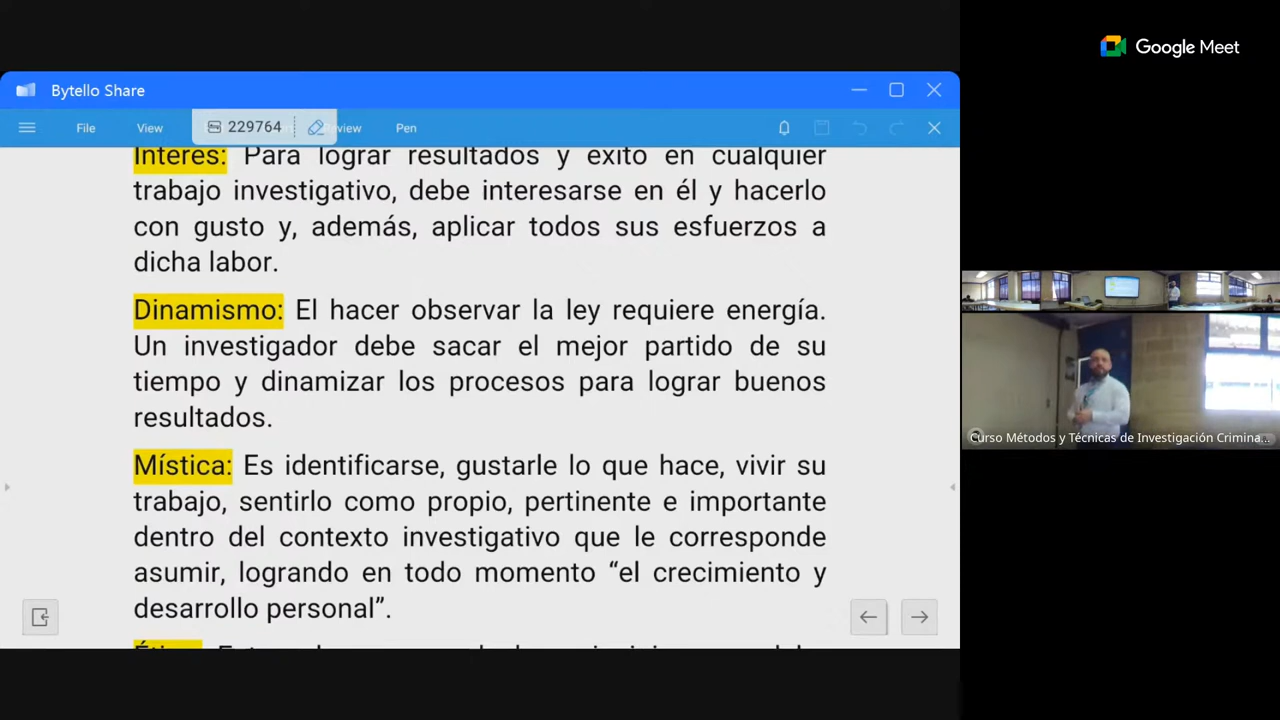 Google Meet
Bytello Share
File View 229764 Review Pen
Interés: Para lograr resultados y éxito en cualquier
trabajo investigativo, debe interesarse en él y hacerlo
con gusto y, además, aplicar todos sus esfuerzos a
dicha labor.
Dinamismo: El hacer observar la ley requiere energía.
Un investigador debe sacar el mejor partido de su
tiempo y dinamizar los procesos para lograr buenos
resultados.
Mística: Es identificarse, gustarle lo que hace, vivir su
trabajo, sentirlo como propio, pertinente e importante
dentro del contexto investigativo que le corresponde
asumir, logrando en todo momento “el crecimiento y
desarrollo personal”.
Curso Métodos y Técnicas de Investigación Crimina...